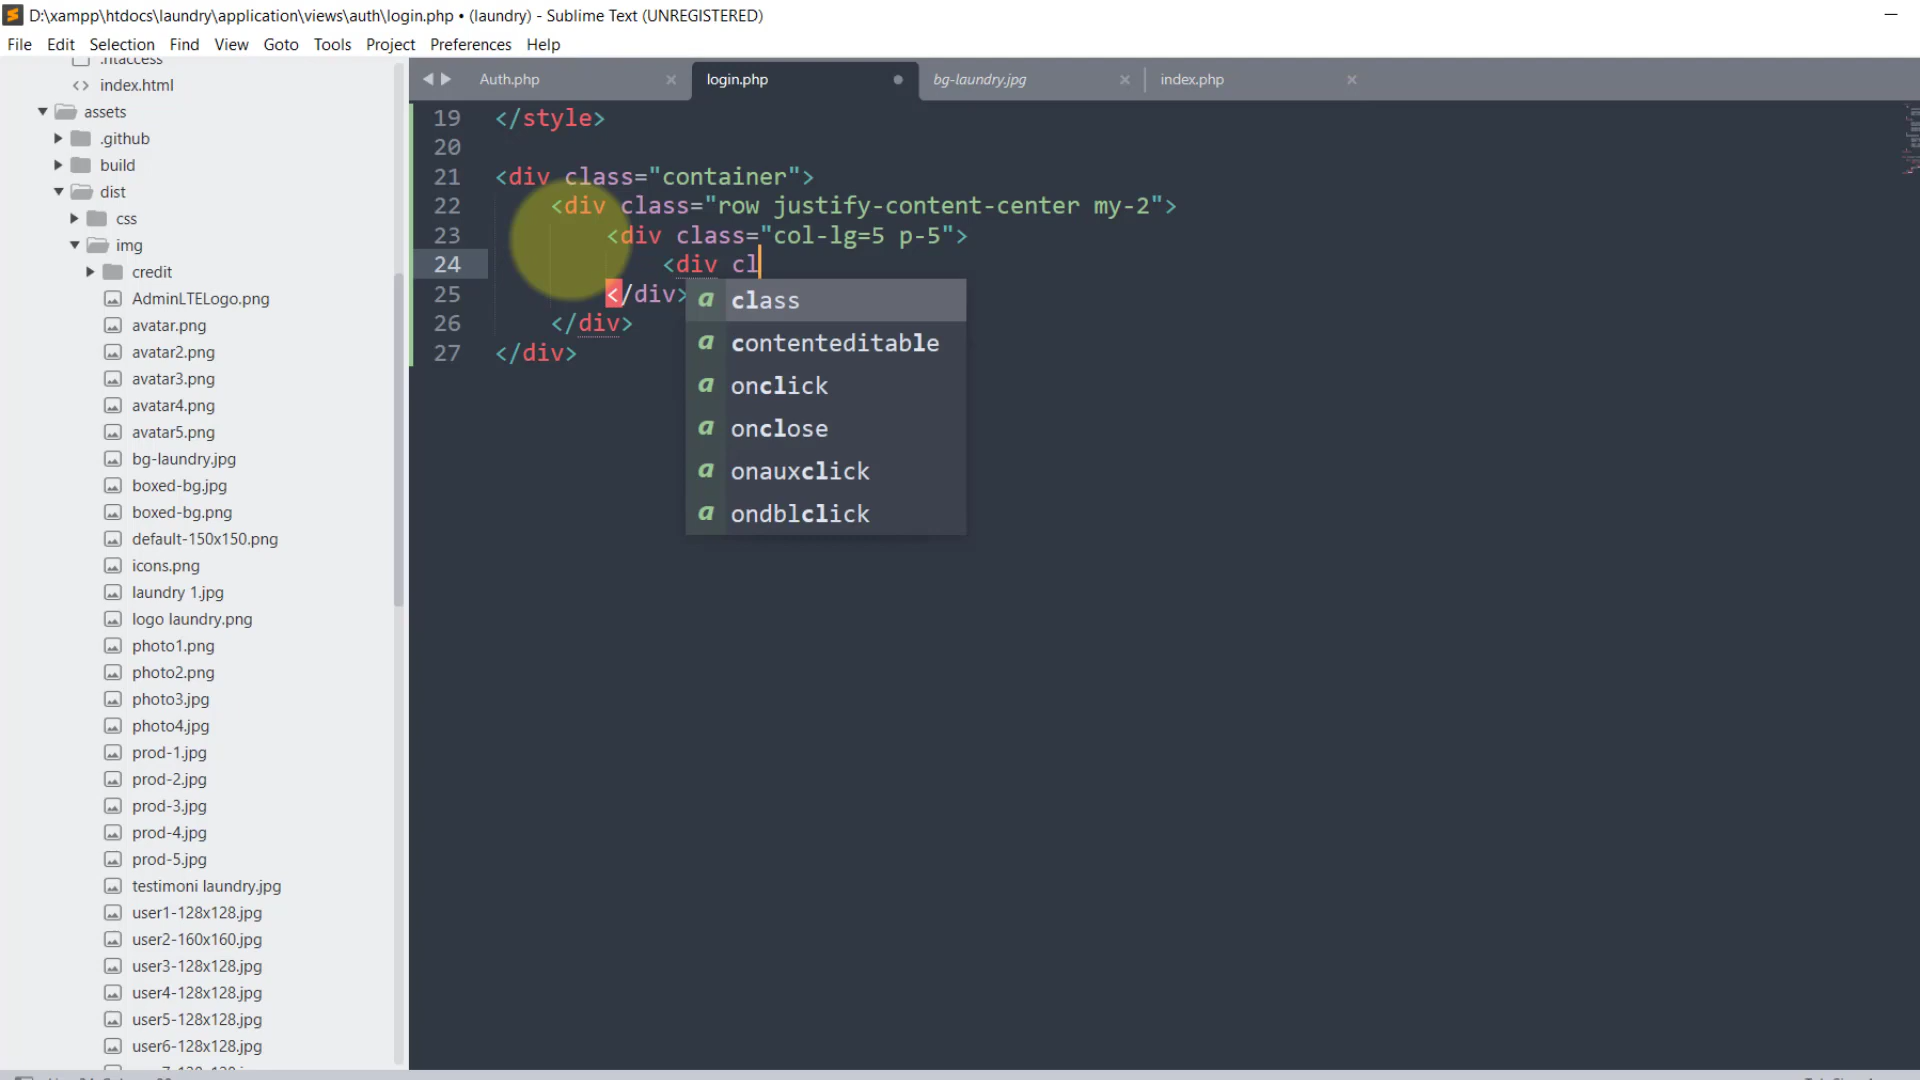 D:\xampp\htdocs\laundry\application\views\auth\login.php • (laundry) - Sublime Text (UNREGISTERED)
File Edit Selection Find View Goto Tools Project Preferences Help
.htaccess
index.html
assets
.github
build
dist
css
img
credit
AdminLTELogo.png
avatar.png
avatar2.png
avatar3.png
avatar4.png
avatar5.png
bg-laundry.jpg
boxed-bg.jpg
boxed-bg.png
default-150x150.png
icons.png
laundry 1.jpg
logo laundry.png
photo1.png
photo2.png
photo3.jpg
photo4.jpg
prod-1.jpg
prod-2.jpg
prod-3.jpg
prod-4.jpg
prod-5.jpg
testimoni laundry.jpg
user1-128x128.jpg
user2-160x160.jpg
user3-128x128.jpg
user4-128x128.jpg
user5-128x128.jpg
user6-128x128.jpg
Auth.php login.php bg-laundry.jpg index.php
19 </style>
20
21 <div class="container">
22 <div class="row justify-content-center my-2">
23 <div class="col-lg=5 p-5">
24 <div cl
25 </div>
26 </div>
27 </div>
a class
a contenteditable
a onclick
a onclose
a onauxclick
a ondblclick